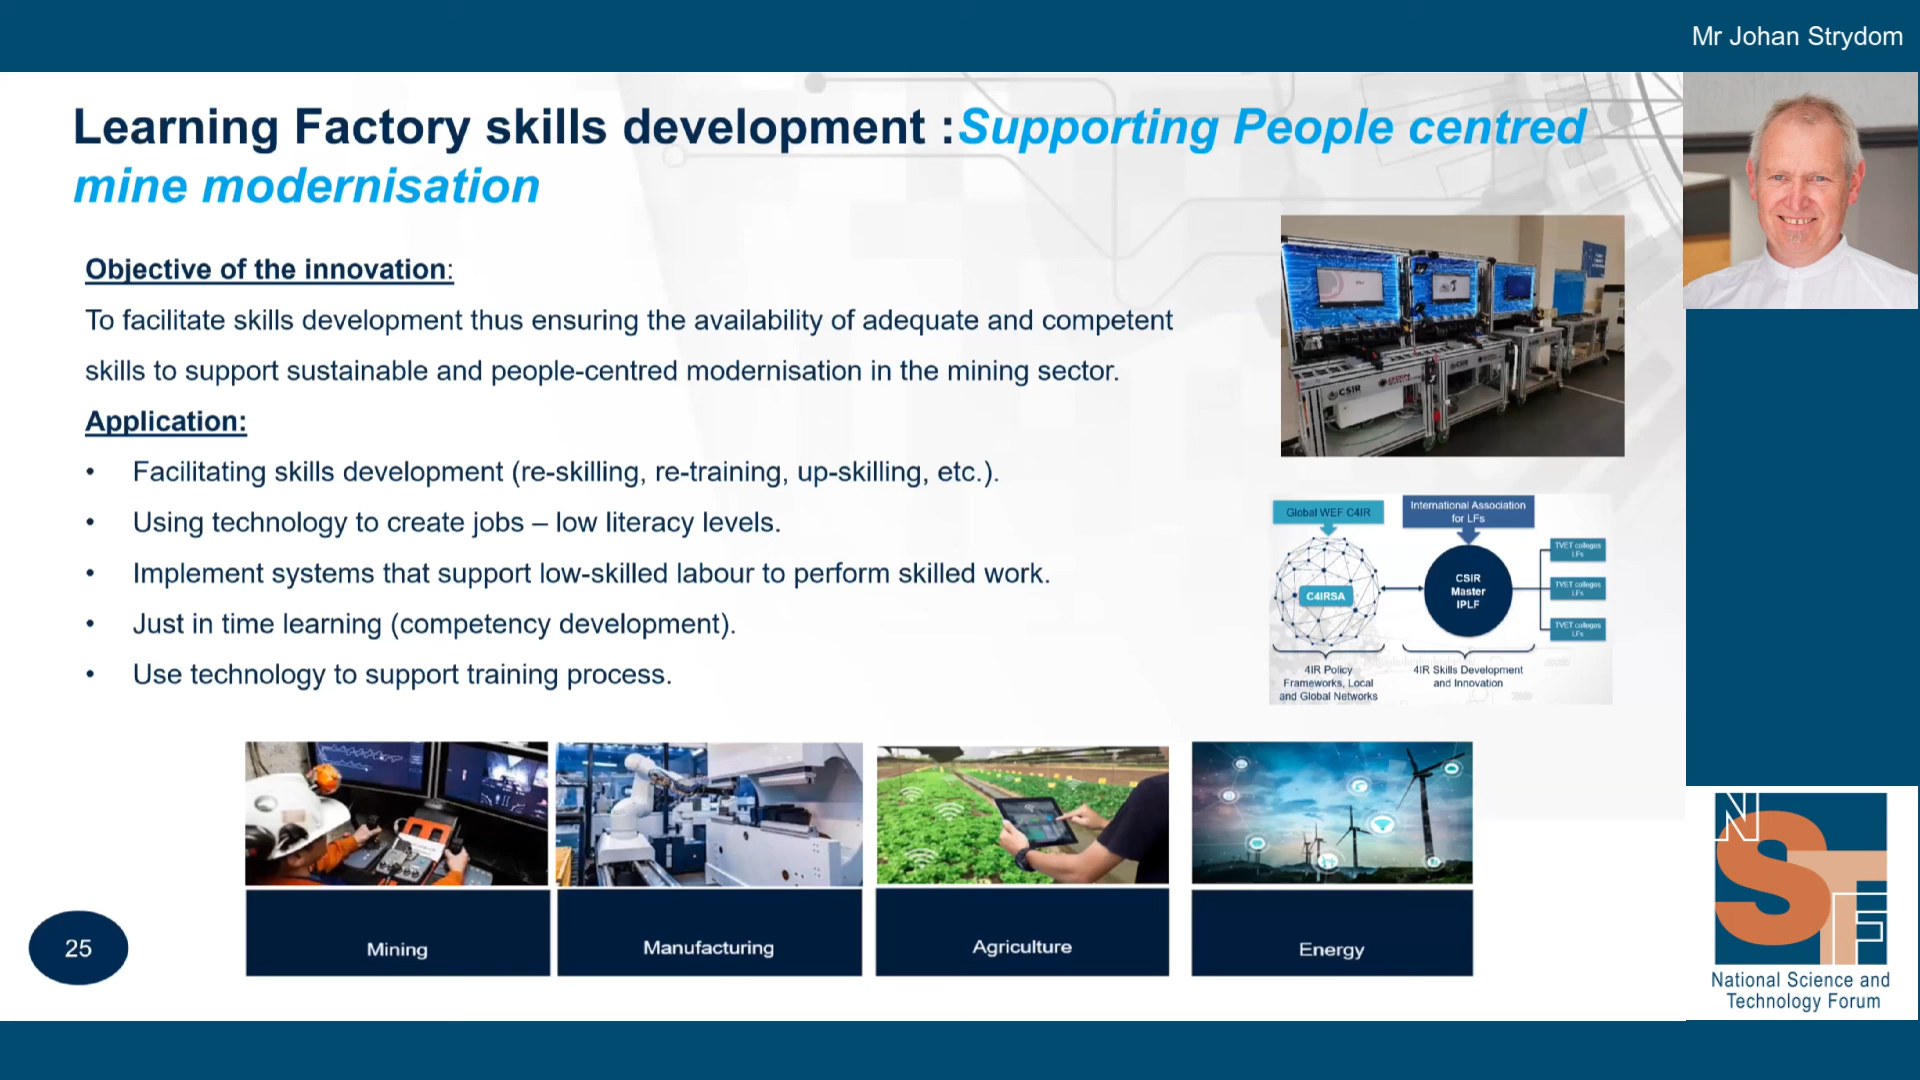 Mr Johan Strydom
Learning Factory skills development :Supporting People centred
mine modernisation
Objective of the innovation:
To facilitate skills development thus ensuring the availability of adequate and competent
skills to support sustainable and people-centred modernisation in the mining sector.
Application:
• Facilitating skills development (re-skilling, re-training, up-skilling, etc.).
• Using technology to create jobs – low literacy levels.
• Implement systems that support low-skilled labour to perform skilled work.
• Just in time learning (competency development).
• Use technology to support training process.
CSIR
CSIR
Global WEF C4IR
International Association
for LFs
C4IRSA
CSIR
Master
IPLF
TVET colleges
LFs
TVET colleges
LFs
TVET colleges
LFs
4IR Policy
Frameworks, Local
and Global Networks
4IR Skills Development
and Innovation
Mining
Manufacturing
Agriculture
Energy
25
NSTF
National Science and
Technology Forum